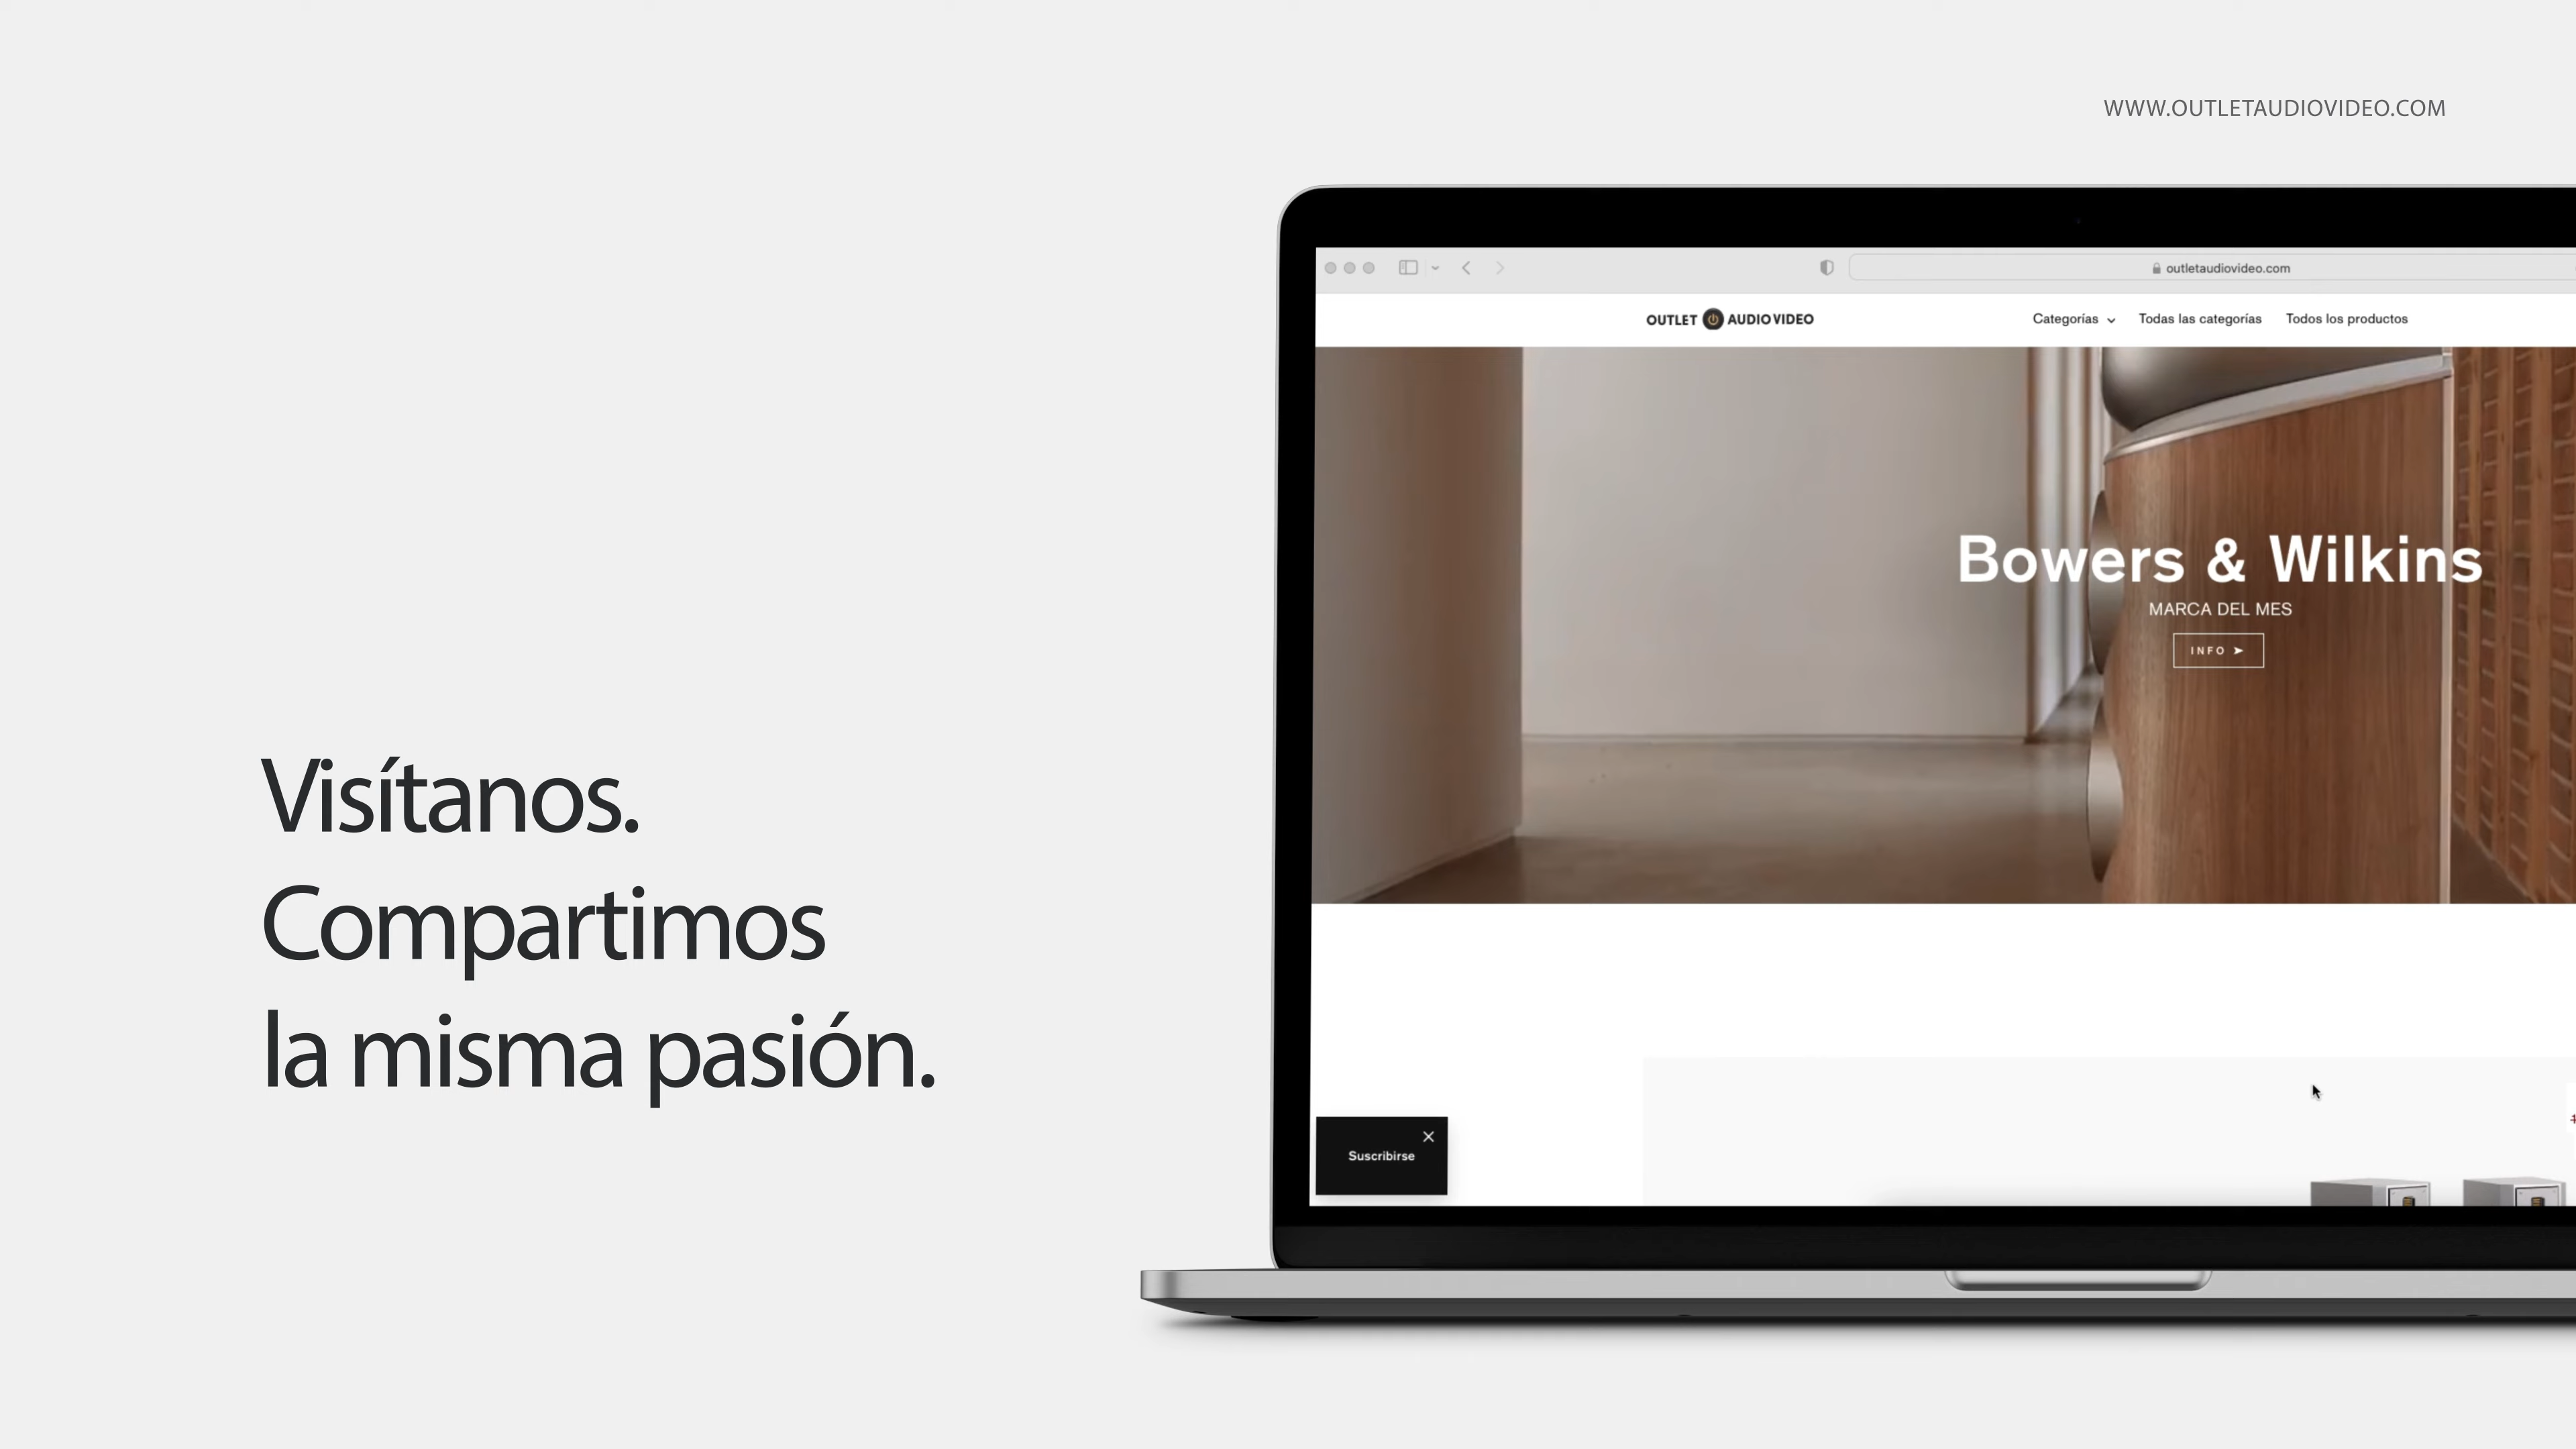 WWW.OUTLETAUDIOVIDEO.COM
outletaudiovideo.com
OUTLET AUDIO VIDEO
Categorías Todas las categorías Todos los productos
Bowers & Wilkins
MARCA DEL MES
INFO
Visítanos.
Compartimos
la misma pasión.
Suscribirse